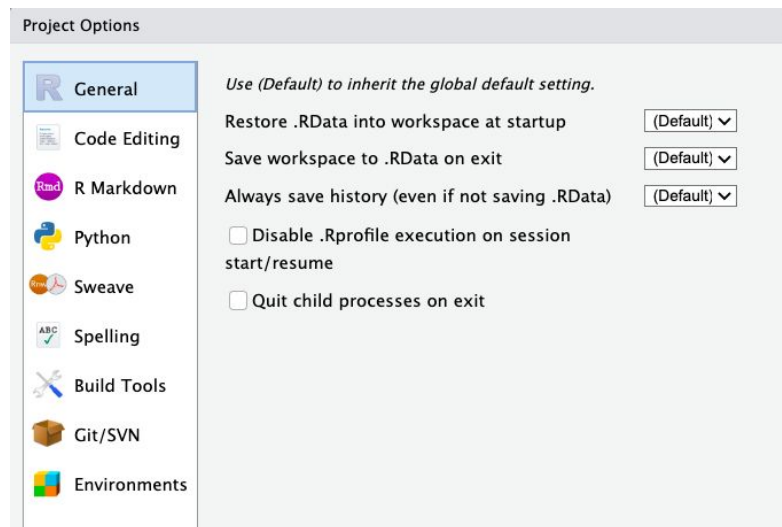 Project Options
General
Code Editing
Rmd
R Markdown
Python
Sweave
ABC
Spelling
Build Tools
Git/SVN
Environments
Use (Default) to inherit the global default setting.
Restore .RData into workspace at startup (Default)
Save workspace to .RData on exit (Default)
Always save history (even if not saving .RData) (Default)
Disable .Rprofile execution on session
start/resume
Quit child processes on exit